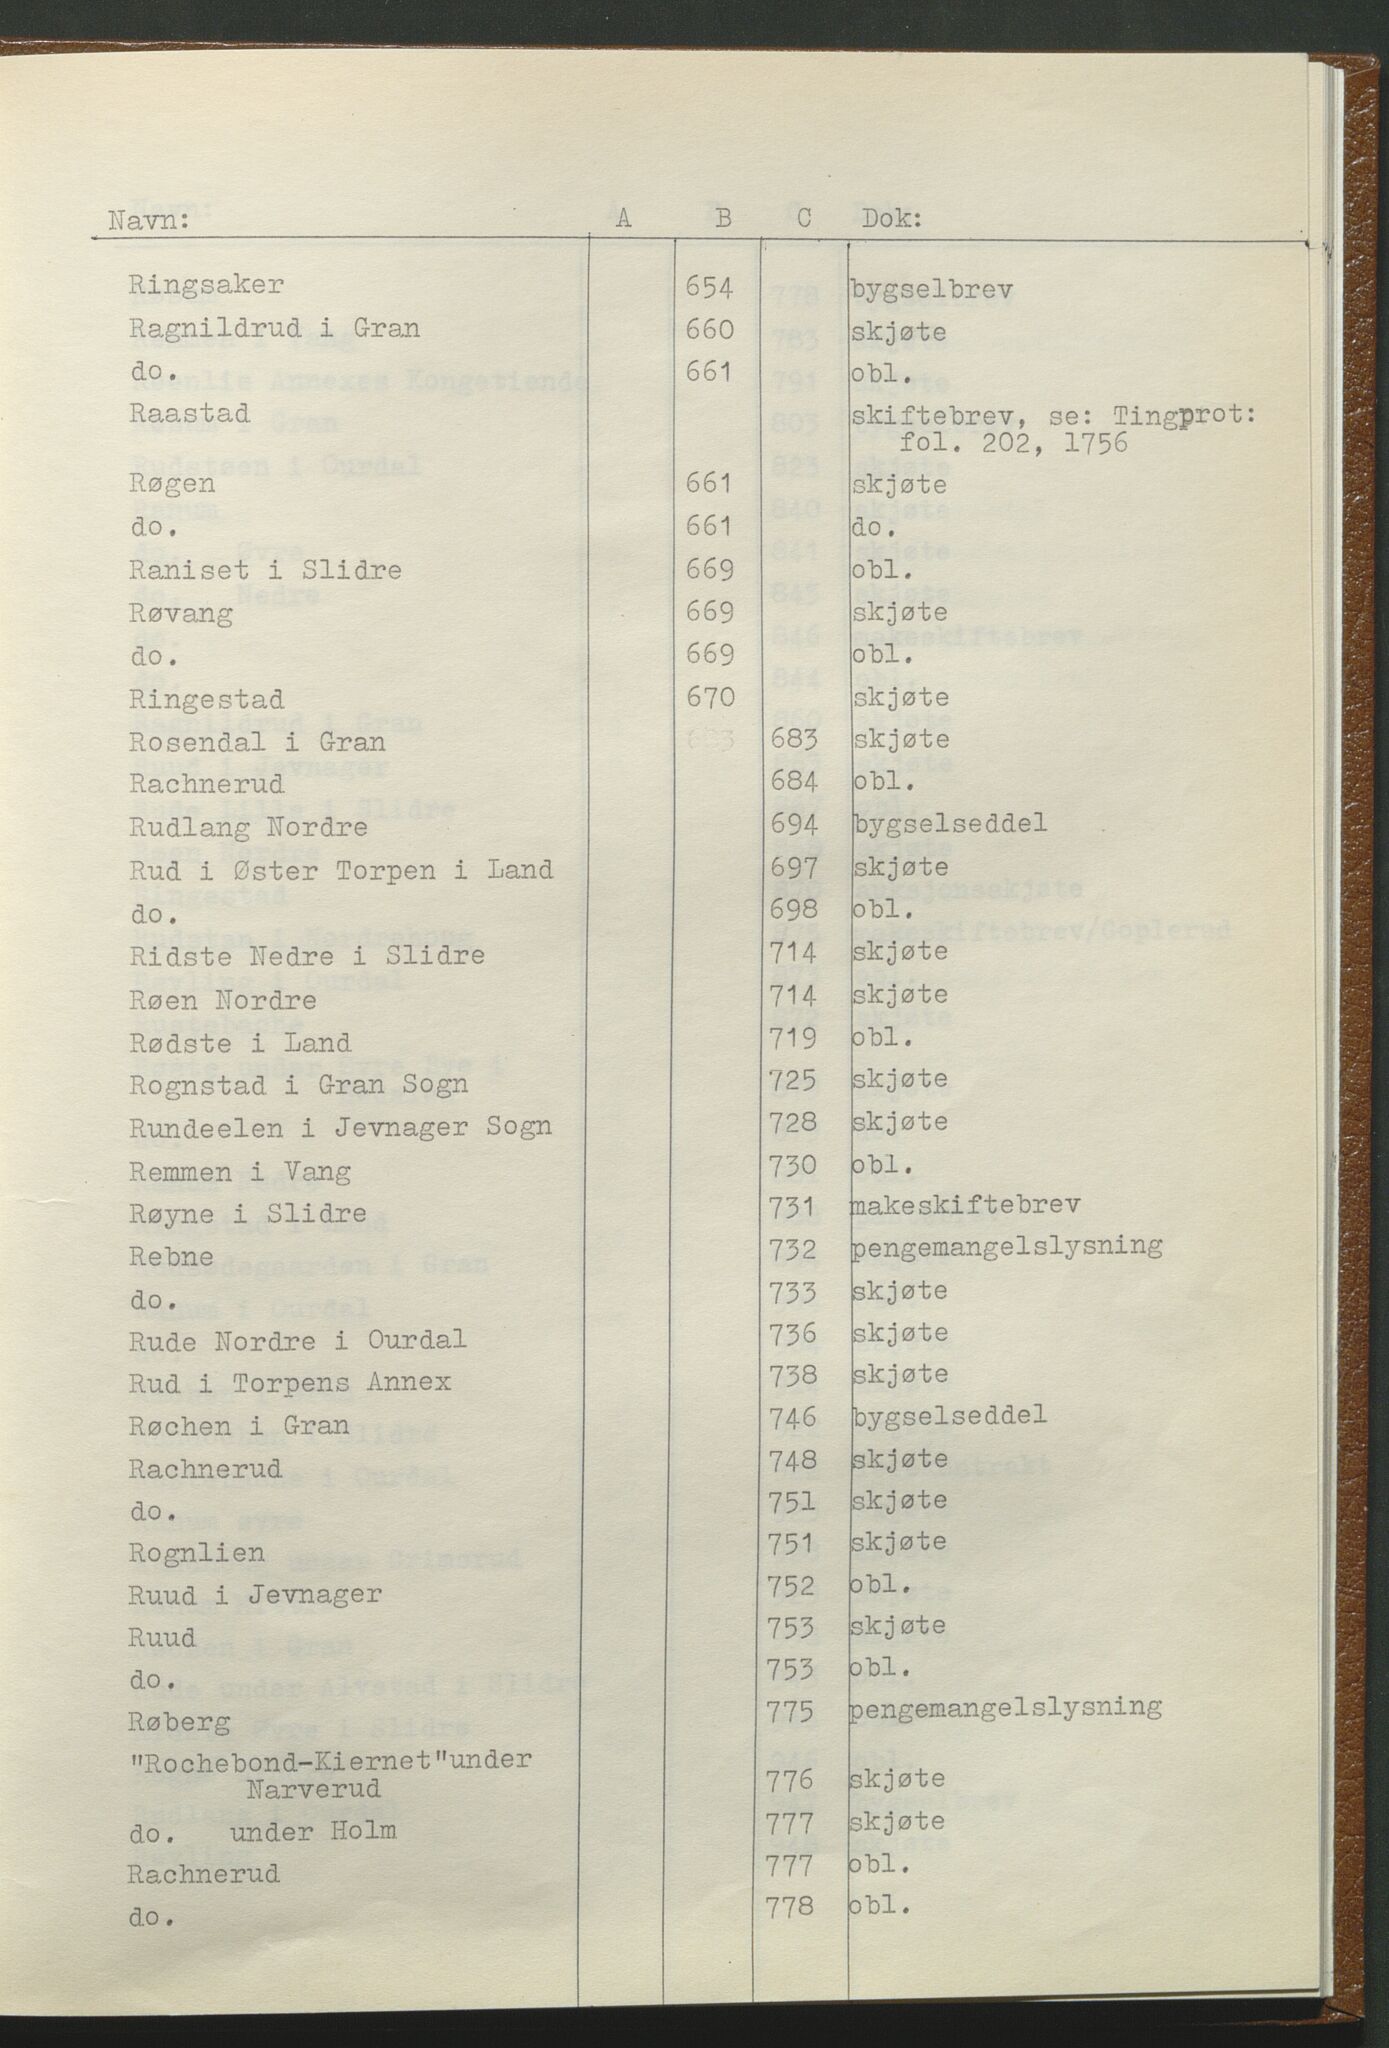 Navn: A B C Dok:
Ringsaker 654 bygselbrev
Ragnildrud i Gran 660 skjøte
do. 661 obl.
Raastad skiftebrev, se: Tingprot:
fol. 202, 1756
Røgen 661 skjøte
do. 661 do.
Raniset i Slidre 669 obl.
Røvang 669 skjøte
do. 669 obl.
Ringestad 670 skjøte
Rosendal i Gran 683 skjøte
Rachnerud 684 obl.
Rudlang Nordre 694 bygselseddel
Rud i Øster Torpen i Land 697 skjøte
do. 698 obl.
Ridste Nedre i Slidre 714 skjøte
Røen Nordre 714 skjøte
Rødste i Land 719 obl.
Rognstad i Gran Sogn 725 skjøte
Rundeelen i Jevnager Sogn 728 skjøte
Remmen i Vang 730 obl.
Røyne i Slidre 731 makeskiftebrev
Rebne 732 pengemangelslysning
do. 733 skjøte
Rude Nordre i Ourdal 736 skjøte
Rud i Torpens Annex 738 skjøte
Røchen i Gran 746 bygselseddel
Rachnerud 748 skjøte
do. 751 skjøte
Rognlien 751 skjøte
Ruud i Jevnager 752 obl.
Ruud 753 skjøte
do. 753 obl.
Røberg 775 pengemangelslysning
"Rochebond-Kiernet"under
Narverud 776 skjøte
do. under Holm 777 skjøte
Rachnerud 777 obl.
do. 778 obl.